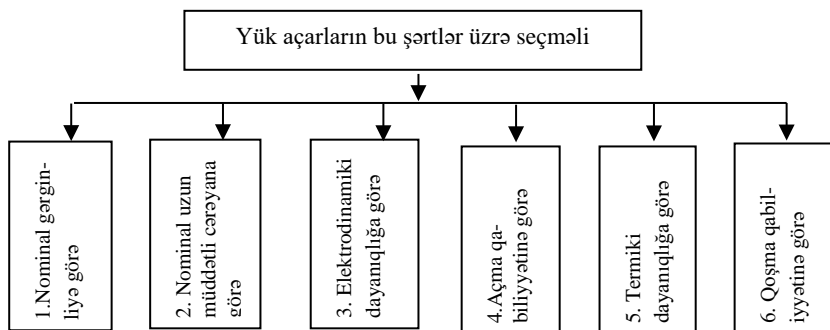 Yük açarların bu şərtlər üzrə seçməli
1.Nominal gərgin-
liyə görə
2. Nominal uzun
müddətli cərəyana
görə
3. Elektrodinamiki
dayanıqlığa görə
4.Açma qa-
biliyyətinə görə
5. Termiki
dayanıqlığa görə
6. Qoşma qabil-
iyyətinə görə